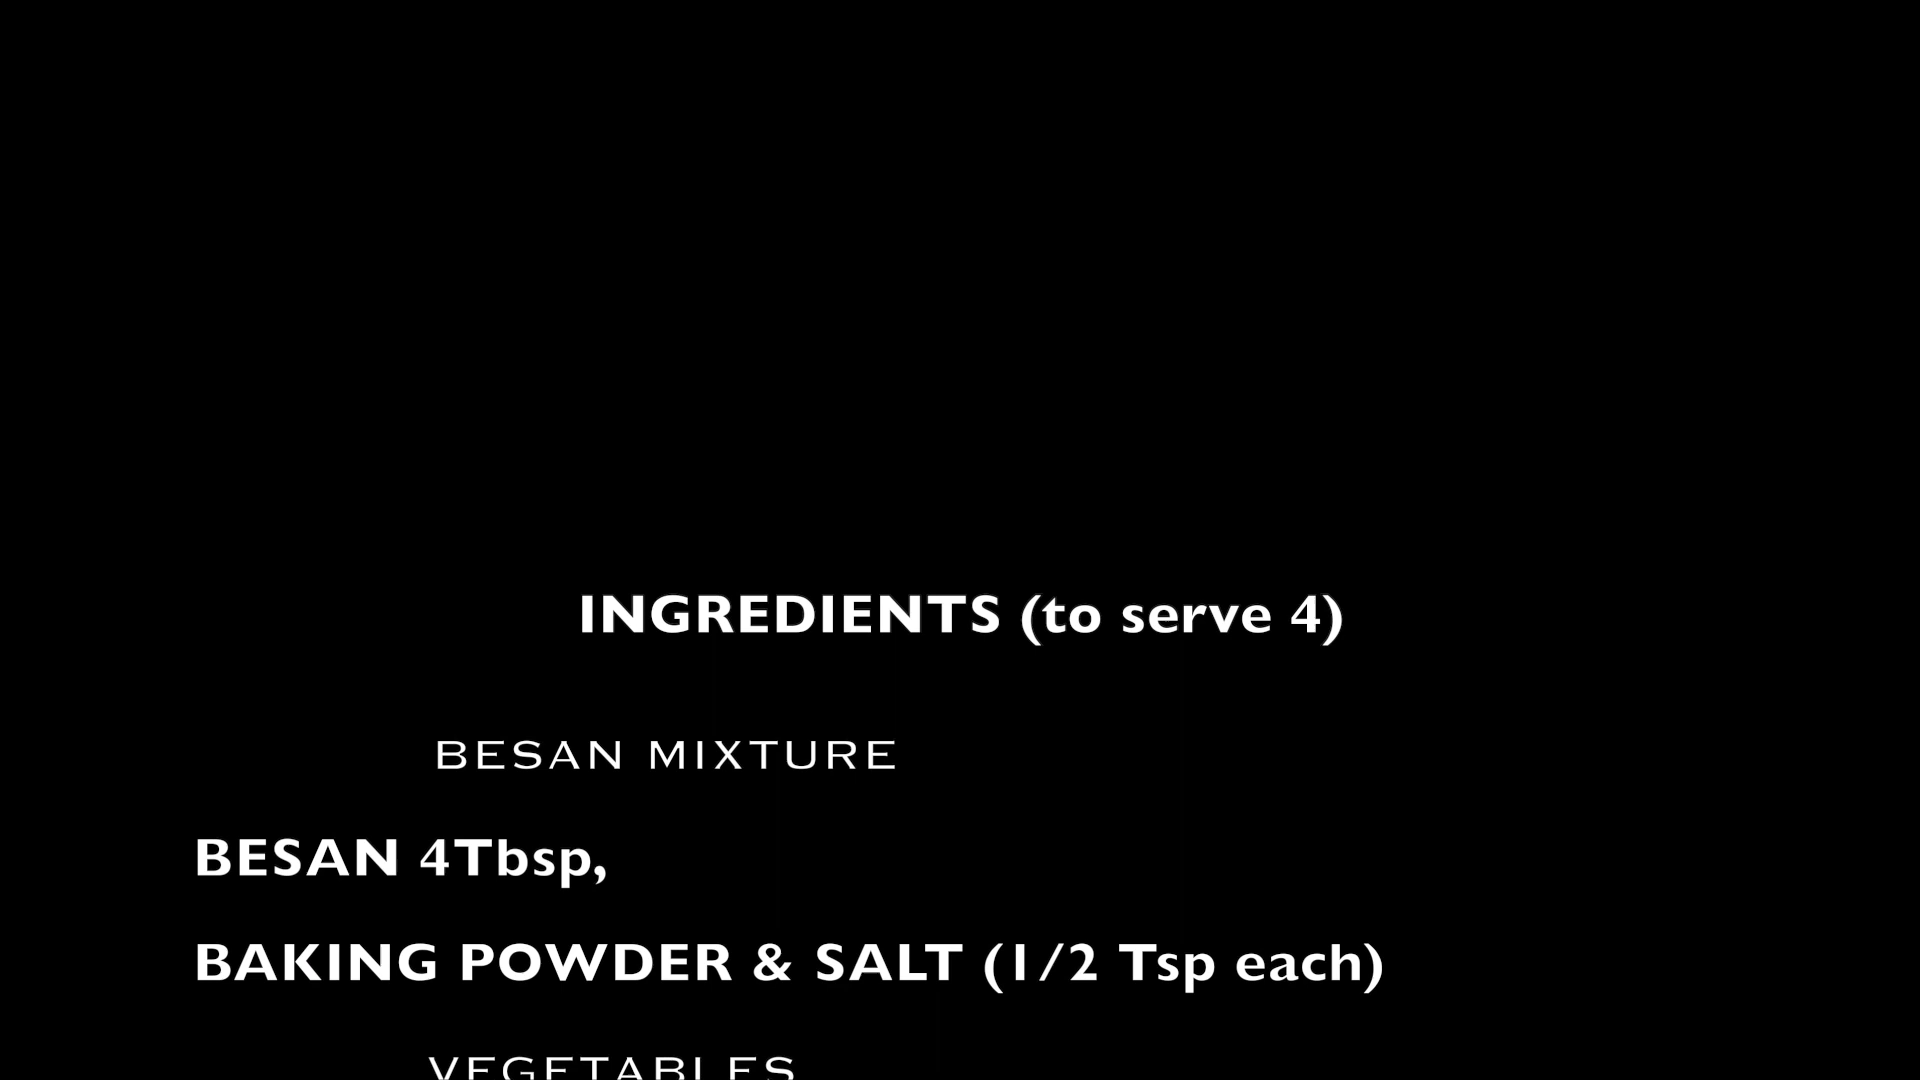 INGREDIENTS (to serve 4)
BESAN MIXTURE
BESAN 4Tbsp,
BAKING POWDER & SALT (1/2 Tsp each)
VEGETABLES